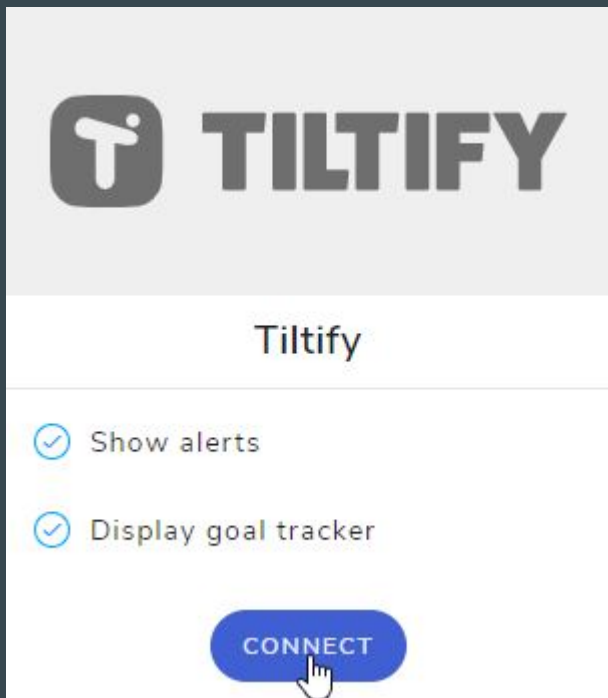 TILTIFY
Tiltify
Show alerts
Display goal tracker
CONNECT